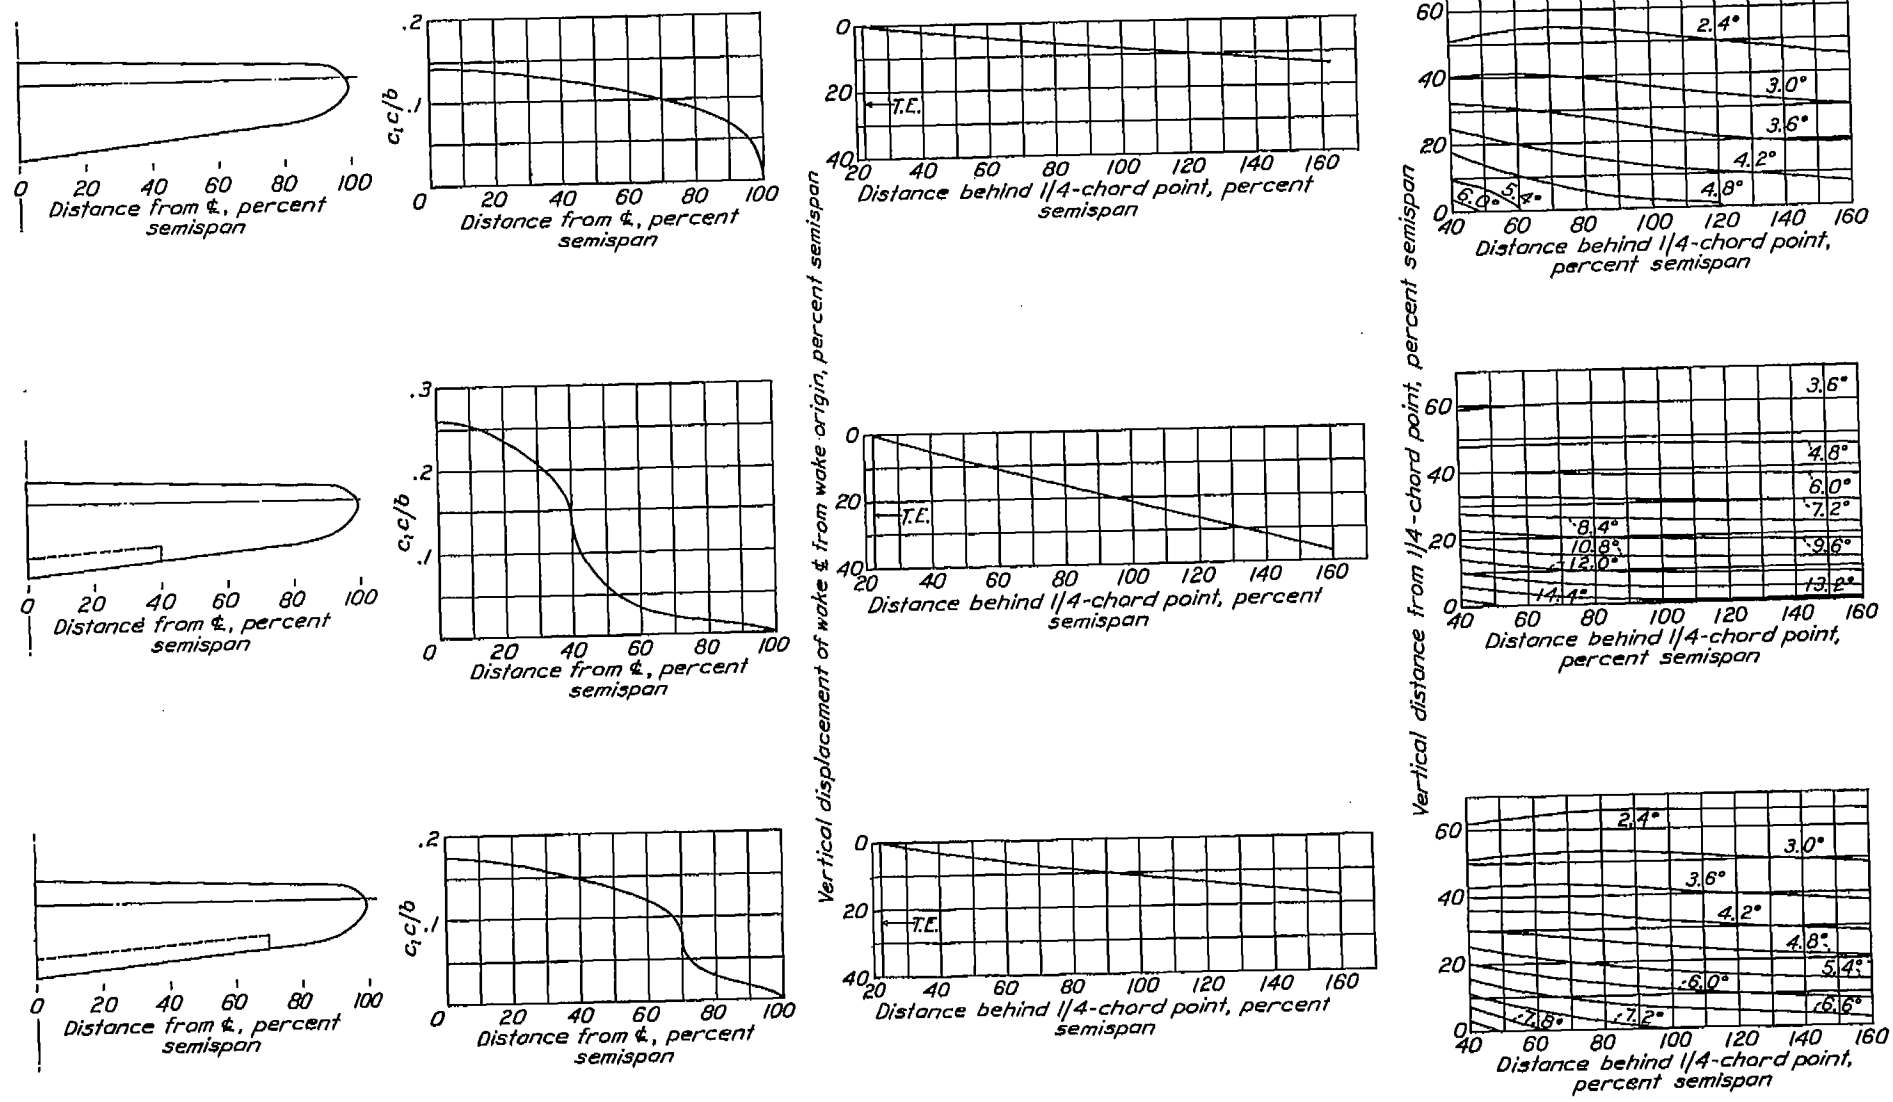 0 20 40 60 80 100
Distance from ℄, percent
semispan
.2
.1
0 20 40 60 80 100
c₁c/b
Distance from ℄, percent
semispan
0
20
40
T.E.
20 40 60 80 100 120 140 160
Distance behind 1/4-chord point, percent
semispan
60
40
20
0
2.4°
3.0°
3.6°
4.2°
4.8°
5.4°
6.0°
40 60 80 100 120 140 160
Distance behind 1/4-chord point,
percent semispan
0 20 40 60 80 100
Distance from ℄, percent
semispan
.3
.2
.1
0 20 40 60 80 100
c₁c/b
Distance from ℄, percent
semispan
Vertical displacement of wake ℄ from wake origin, percent semispan
0
20
40
T.E.
20 40 60 80 100 120 140 160
Distance behind 1/4-chord point, percent
semispan
Vertical distance from 1/4-chord point, percent semispan
60
40
20
0
3.6°
4.8°
6.0°
7.2°
8.4°
9.6°
10.8°
12.0°
13.2°
14.4°
40 60 80 100 120 140 160
Distance behind 1/4-chord point,
percent semispan
0 20 40 60 80 100
Distance from ℄, percent
semispan
.2
.1
0 20 40 60 80 100
c₁c/b
Distance from ℄, percent
semispan
0
20
40
T.E.
20 40 60 80 100 120 140 160
Distance behind 1/4-chord point, percent
semispan
60
40
20
0
2.4°
3.0°
3.6°
4.2°
4.8°
5.4°
6.0°
6.6°
7.2°
7.8°
40 60 80 100 120 140 160
Distance behind 1/4-chord point,
percent semispan